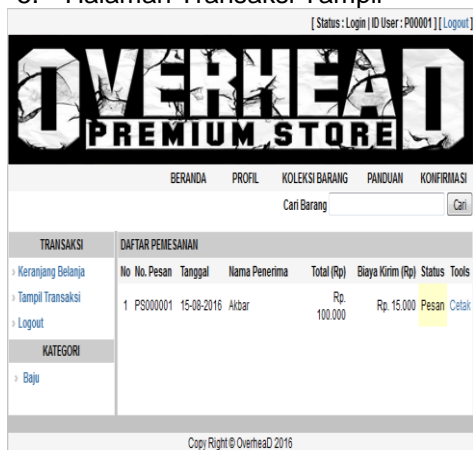 Halaman Transaksi Tampil
[ Status : Login | ID User : P00001 ] [ Logout ]
OVERHEAD
PREMIUM STORE
BERANDA PROFIL KOLEKSI BARANG PANDUAN KONFIRMASI
Cari Barang Cari
TRANSAKSI
› Keranjang Belanja
› Tampil Transaksi
› Logout
KATEGORI
› Baju
DAFTAR PEMESANAN
No No. Pesan Tanggal Nama Penerima Total (Rp) Biaya Kirim (Rp) Status Tools
1 PS000001 15-08-2016 Akbar Rp. 100.000 Rp. 15.000 Pesan Cetak
Copy Right © OverheaD 2016